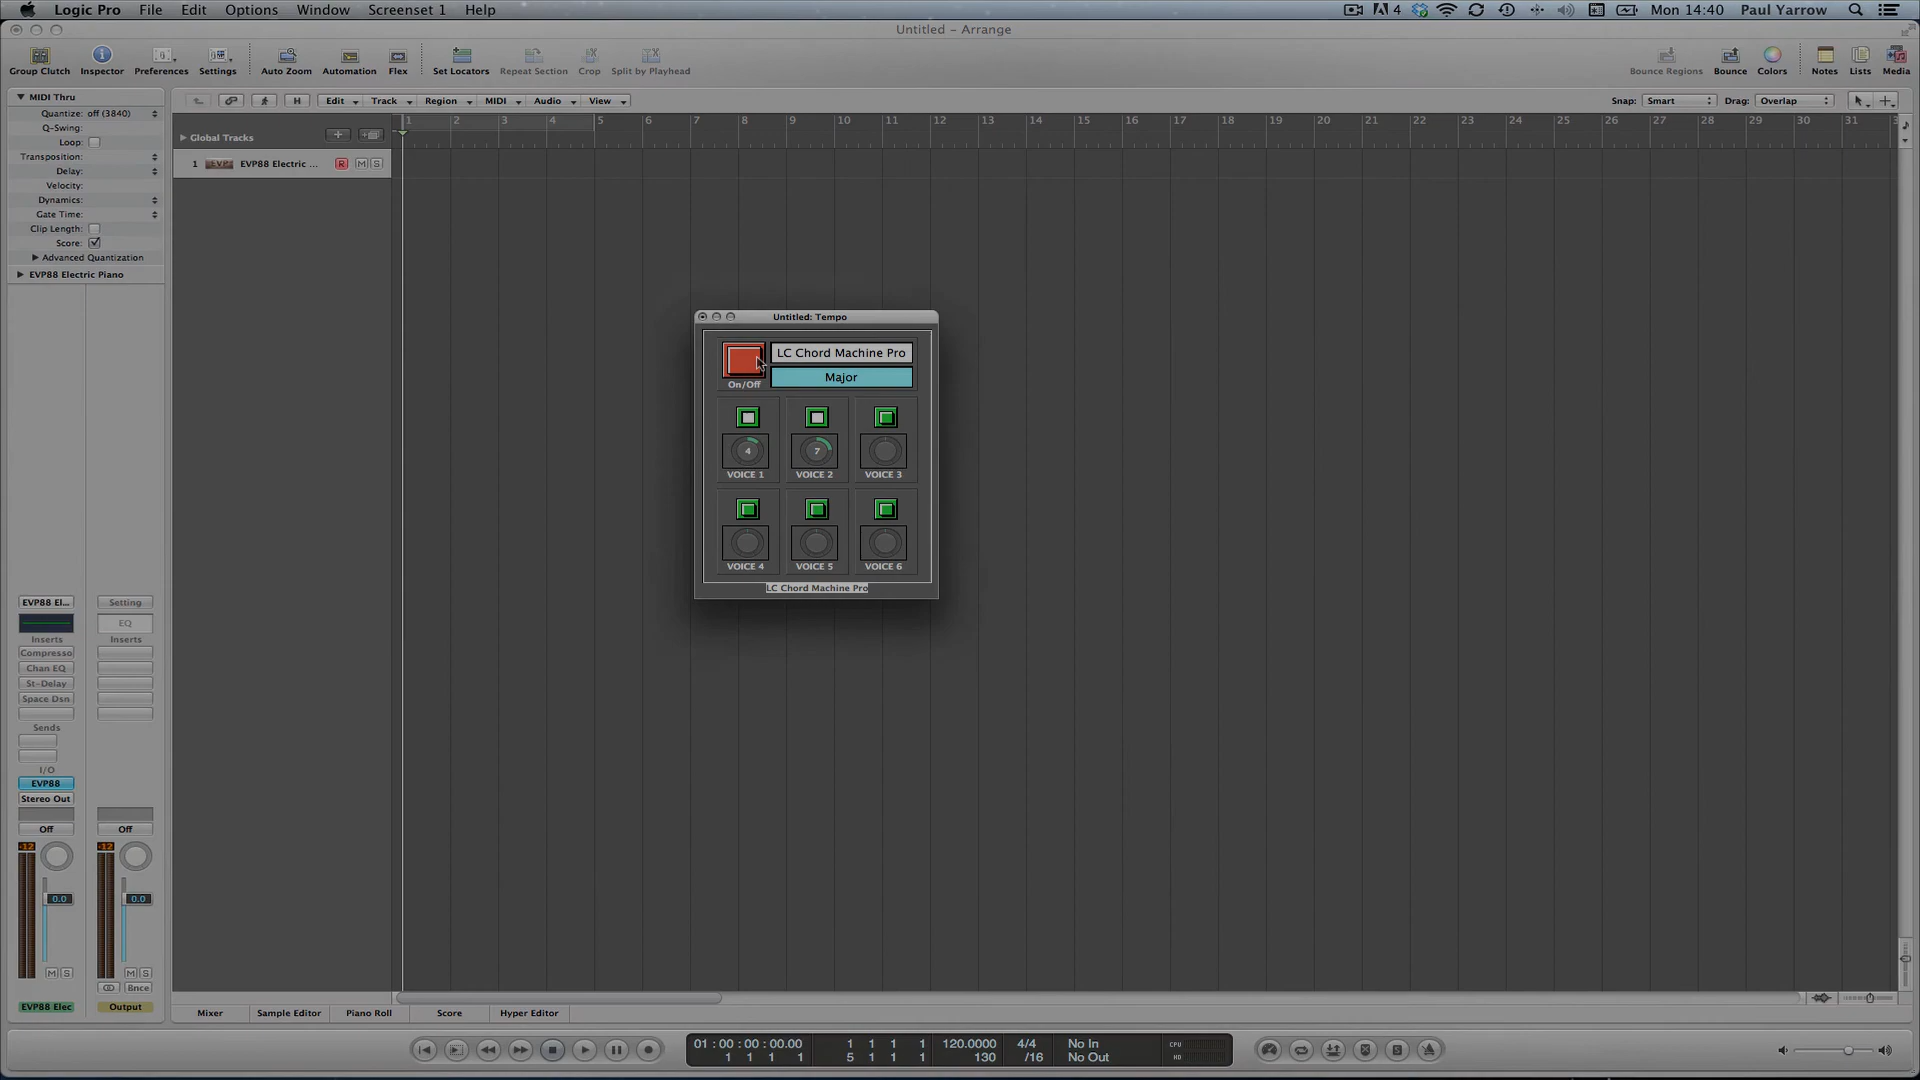 Logic Pro File Edit Options Window Screenset 1 Help
4 Mon 14:40 Paul Yarrow
Untitled – Arrange
Group Clutch Inspector Preferences Settings Auto Zoom Automation Flex Set Locators Repeat Section Crop Split by Playhead Bounce Regions Bounce Colors Notes Lists Media
MIDI Thru
H Edit Track Region MIDI Audio View Snap: Smart Drag: Overlap
Quantize: off (3840)
Q-Swing:
Loop:
Transposition:
Delay:
Velocity:
Dynamics:
Gate Time:
Clip Length:
Score:
Advanced Quantization
EVP88 Electric Piano
1 2 3 4 5 6 7 8 9 10 11 12 13 14 15 16 17 18 19 20 21 22 23 24 25 26 27 28 29 30 31
Global Tracks
1 EVP88 Electric ... R M S
Untitled: Tempo
LC Chord Machine Pro
Major
On/Off
4 7
VOICE 1 VOICE 2 VOICE 3
VOICE 4 VOICE 5 VOICE 6
LC Chord Machine Pro
EVP88 El... Setting
EQ
Inserts Inserts
Compresso
Chan EQ
St-Delay
Space Dsn
Sends
I/O
EVP88
Stereo Out
Off Off
-12 -12
0.0 0.0
M S M S
Bnce
EVP88 Elec Output
Mixer Sample Editor Piano Roll Score Hyper Editor
01 : 00 : 00 : 00.00 1 1 1 1 120.0000 4/4 No In CPU
1 1 1 1 5 1 1 1 130 /16 No Out HD